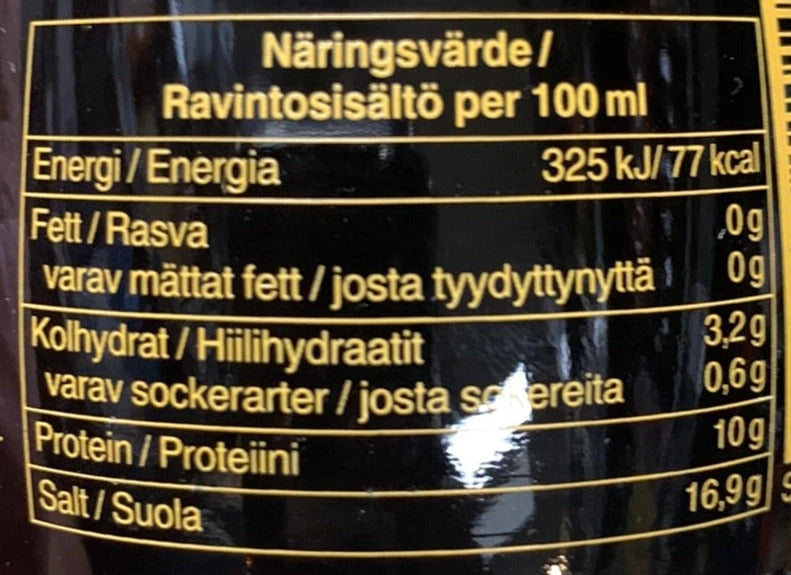 Näringsvärde/
Ravintosisältö per 100 ml
Energi / Energia 325 kJ/ 77 kcal
Fett / Rasva 0g
varav mättat fett / josta tyydyttynyttä 0g
Kolhydrat / Hiilihydraatit 3,2g
varav sockerarter / josta sokereita 0,6g
Protein / Proteiini 10g
Salt / Suola 16,9g